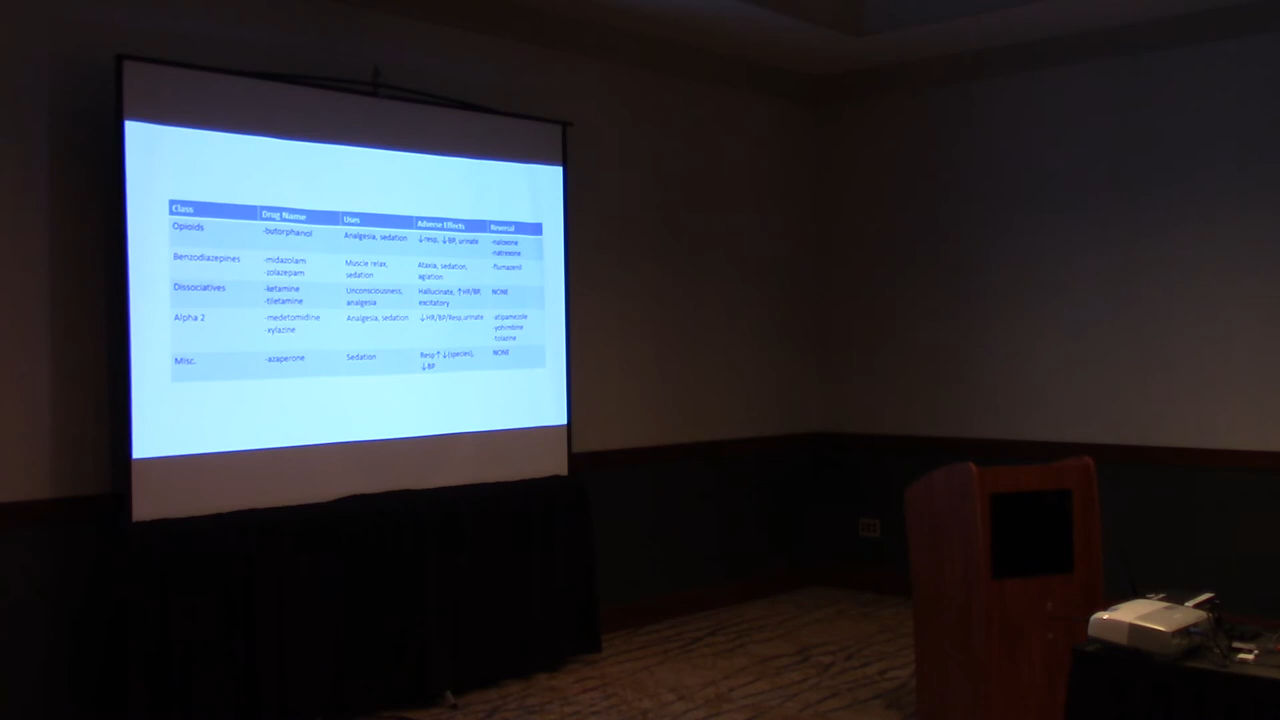 Class Drug Name Uses Adverse Effects Reversal
Opioids -butorphanol Analgesia, sedation ↓resp, ↓BP, urinate -naloxone
-natrexone
Benzodiazepines -midazolam Muscle relax, Ataxia, sedation, -flumazenil
-zolazepam sedation agiation
Dissociatives -ketamine Unconsciousness, Hallucinate, ↑HR/BP, NONE
-tiletamine analgesia excitatory
Alpha 2 -medetomidine Analgesia, sedation ↓HR/BP/Resp,urinate -atipamezole
-xylazine -yohimbine
-tolazine
Misc. -azaperone Sedation Resp↑↓(species), NONE
↓BP